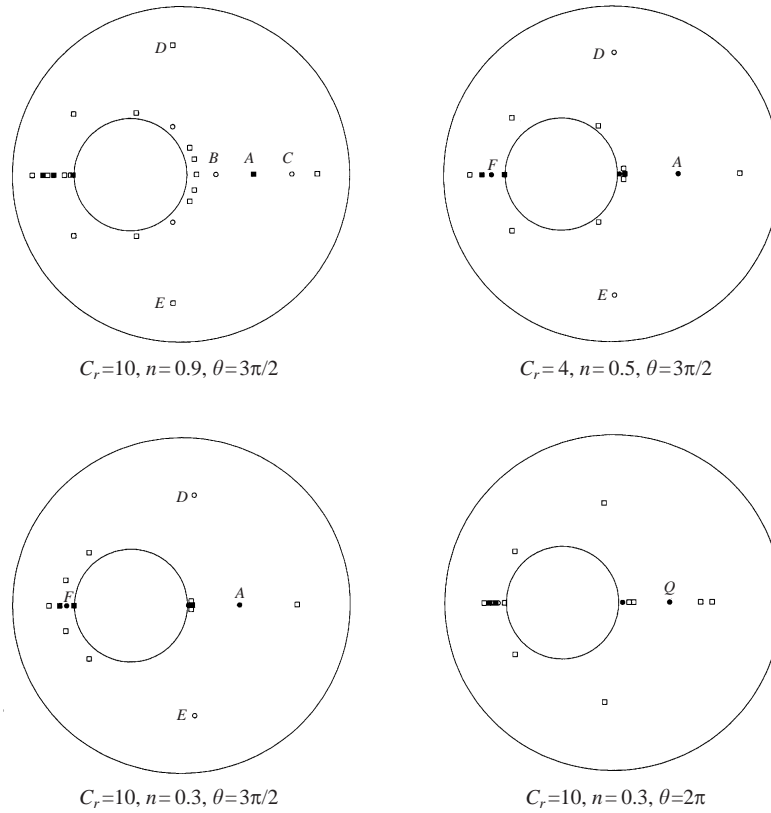 D
D
B A C
F A
E
E
C_r=10, n=0.9, θ=3π/2
C_r=4, n=0.5, θ=3π/2
D
F A
Q
E
C_r=10, n=0.3, θ=3π/2
C_r=10, n=0.3, θ=2π